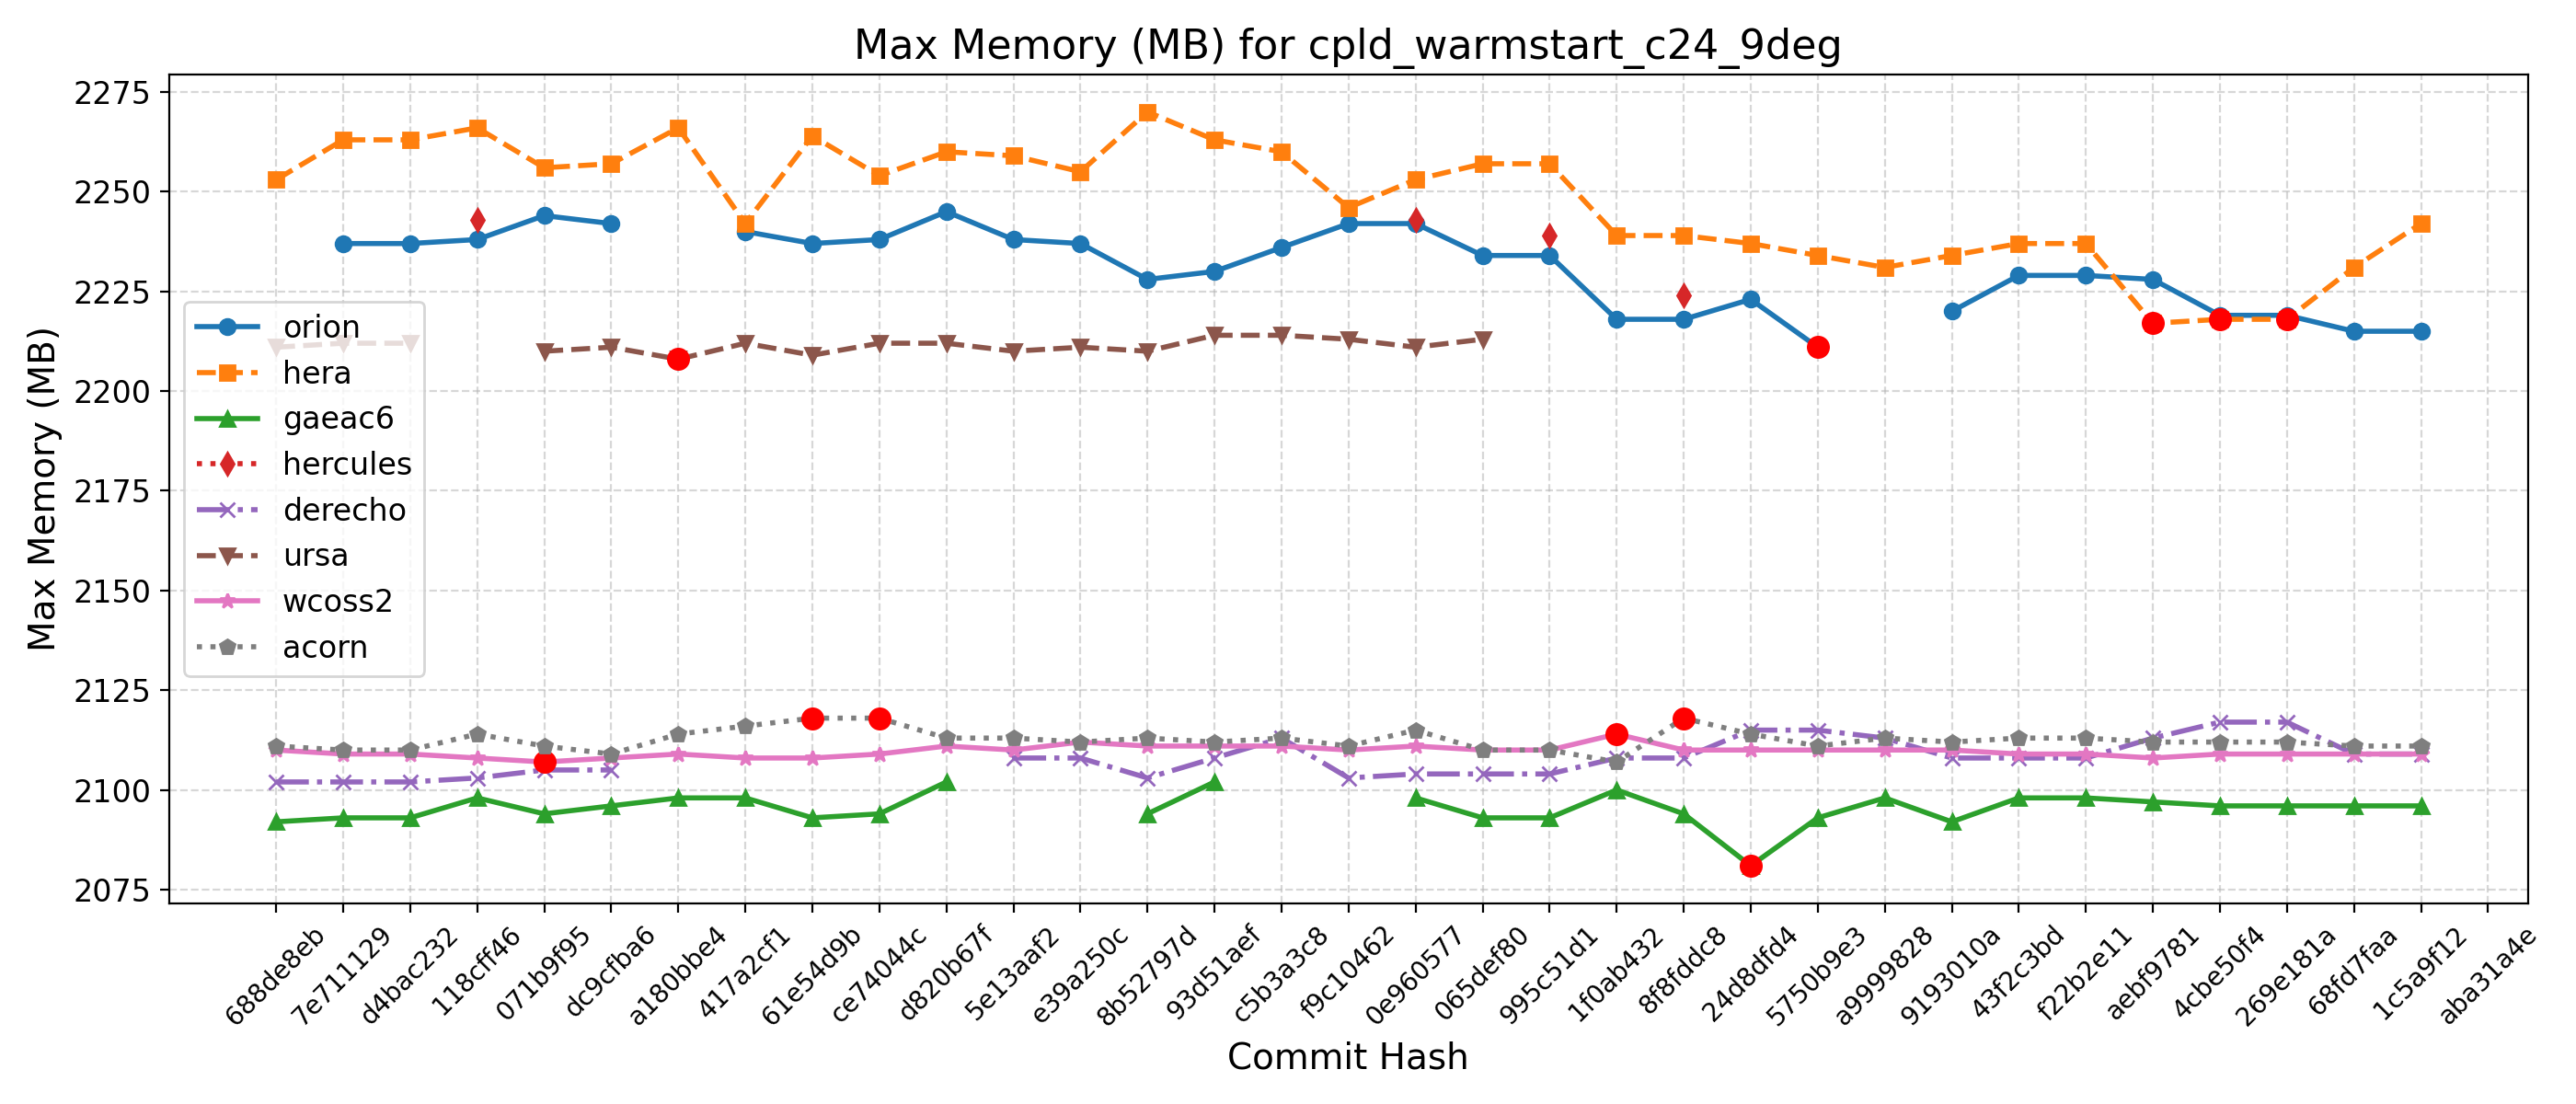 Max Memory (MB) for cpld_warmstart_c24_9deg
Max Memory (MB)
2275
2250
2225
2200
2175
2150
2125
2100
2075
orion
hera
gaeac6
hercules
derecho
ursa
wcoss2
acorn
688de8eb
7e711129
d4bac232
118cff46
071b9f95
dc9cfba6
a180bbe4
417a2cf1
61e54d9b
ce74044c
d820b67f
5e13aaf2
e39a250c
8b52797d
93d51aef
c5b3a3c8
f9c10462
0e960577
065def80
995c51d1
1f0ab432
8f8fddc8
24d8dfd4
5750b9e3
a9999828
9193010a
43f2c3bd
f22b2e11
aebf9781
4cbe50f4
269e181a
68fd7faa
1c5a9f12
aba31a4e
Commit Hash